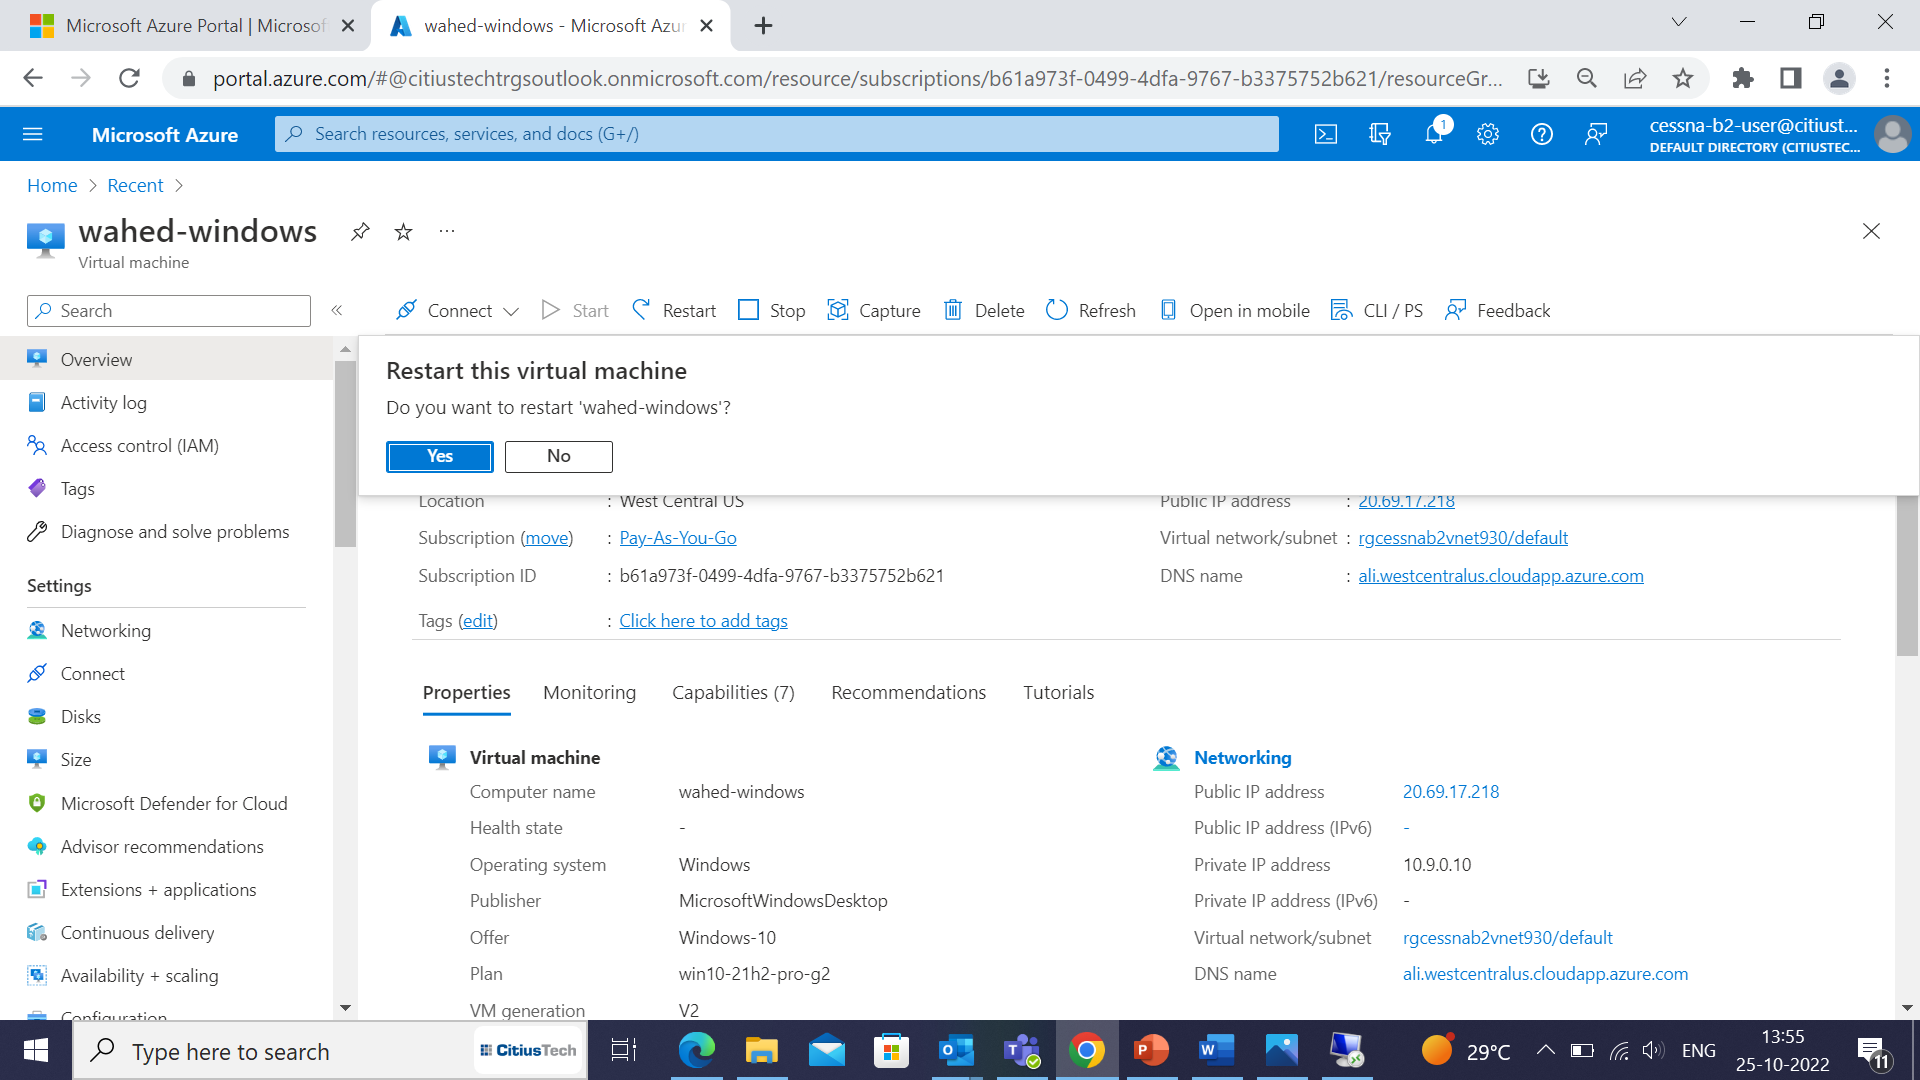 Microsoft Azure Portal | Microsof
wahed-windows - Microsoft Azur
portal.azure.com/#@citiustechtrgsoutlook.onmicrosoft.com/resource/subscriptions/b61a973f-0499-4dfa-9767-b3375752b621/resourceGr...
Microsoft Azure
Search resources, services, and docs (G+/)
1
cessna-b2-user@citiust...
DEFAULT DIRECTORY (CITIUSTEC...
Home
Recent
wahed-windows
Virtual machine
Search
Connect
Start
Restart
Stop
Capture
Delete
Refresh
Open in mobile
CLI / PS
Feedback
Overview
Activity log
Access control (IAM)
Tags
Diagnose and solve problems
Settings
Networking
Connect
Disks
Size
Microsoft Defender for Cloud
Advisor recommendations
Extensions + applications
Continuous delivery
Availability + scaling
Configuration
Restart this virtual machine
Do you want to restart 'wahed-windows'?
Yes
No
Location : West Central US
Subscription (move) : Pay-As-You-Go
Subscription ID : b61a973f-0499-4dfa-9767-b3375752b621
Tags (edit) : Click here to add tags
Public IP address : 20.69.17.218
Virtual network/subnet : rgcessnab2vnet930/default
DNS name : ali.westcentralus.cloudapp.azure.com
Properties
Monitoring
Capabilities (7)
Recommendations
Tutorials
Virtual machine
Computer name wahed-windows
Health state -
Operating system Windows
Publisher MicrosoftWindowsDesktop
Offer Windows-10
Plan win10-21h2-pro-g2
VM generation V2
Networking
Public IP address 20.69.17.218
Public IP address (IPv6) -
Private IP address 10.9.0.10
Private IP address (IPv6) -
Virtual network/subnet rgcessnab2vnet930/default
DNS name ali.westcentralus.cloudapp.azure.com
Type here to search
CitiusTech
29°C
ENG
13:55
25-10-2022
11